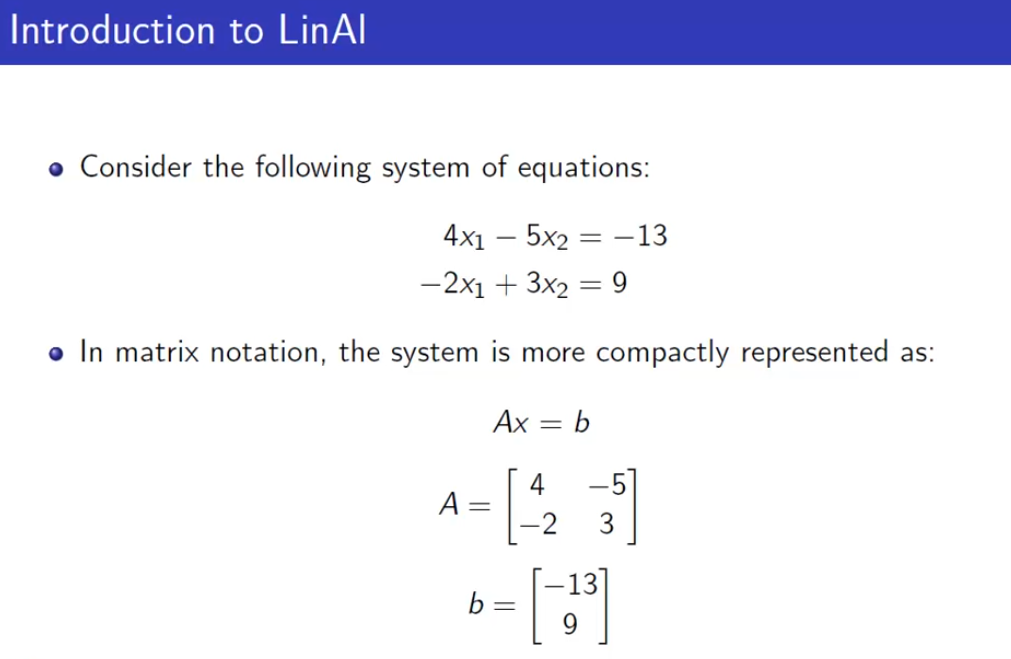 Introduction to LinAl
Consider the following system of equations:
4x₁ − 5x₂ = −13
−2x₁ + 3x₂ = 9
In matrix notation, the system is more compactly represented as:
Ax = b
A = [4 −5
−2 3]
b = [−13
9]